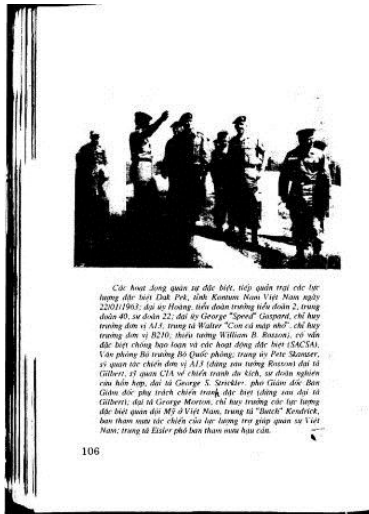 Các hoạt động quân sự đặc biệt, tiếp quản trại các lực
lượng đặc biệt Dak Pek, tỉnh Kontum Nam Việt Nam ngày
22/01/1963; đại úy Hoàng, tiểu đoàn trưởng tiểu đoàn 2, trung
đoàn 40, sư đoàn 22; đại úy George "Speed" Gaspard, chỉ huy
trưởng đơn vị A13, trung tá Walter "Con cá mập nhỏ", chỉ huy
trưởng đơn vị B210; thiếu tướng William B. Rosson), cố vấn
đặc biệt chống bạo loạn và các hoạt động đặc biệt (SACSA),
Văn phòng Bộ trưởng Bộ Quốc phòng; trung úy Pete Skamser,
sĩ quan tác chiến đơn vị A13 (đứng sau tướng Rosson) đại tá
Gilbert, sĩ quan CIA về chiến tranh du kích, sư đoàn nghiên
cứu hỗn hợp, đại tá George S. Strickler. phó Giám đốc Ban
Giám đốc phụ trách chiến tranh đặc biệt (đứng sau đại tá
Gilbert); đại tá George Morton, chỉ huy trưởng các lực lượng
đặc biệt quân đội Mỹ ở Việt Nam, trung tá "Butch" Kendrick,
ban tham mưu tác chiến của lực lượng trợ giúp quân sự Việt
Nam; trung tá Eisler phó ban tham mưu hậu cần.
106